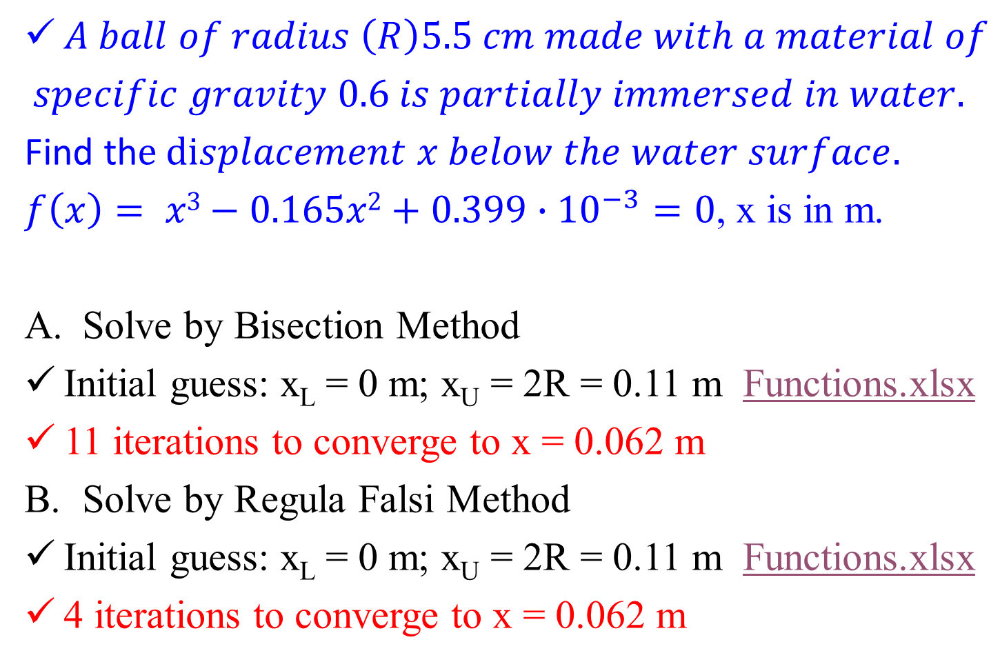 ✓ A ball of radius (R)5.5 cm made with a material of
specific gravity 0.6 is partially immersed in water.
Find the displacement x below the water surface.
f(x) = x³ − 0.165x² + 0.399 · 10⁻³ = 0, x is in m.
A. Solve by Bisection Method
✓ Initial guess: x_L = 0 m; x_U = 2R = 0.11 m Functions.xlsx
✓ 11 iterations to converge to x = 0.062 m
B. Solve by Regula Falsi Method
✓ Initial guess: x_L = 0 m; x_U = 2R = 0.11 m Functions.xlsx
✓ 4 iterations to converge to x = 0.062 m